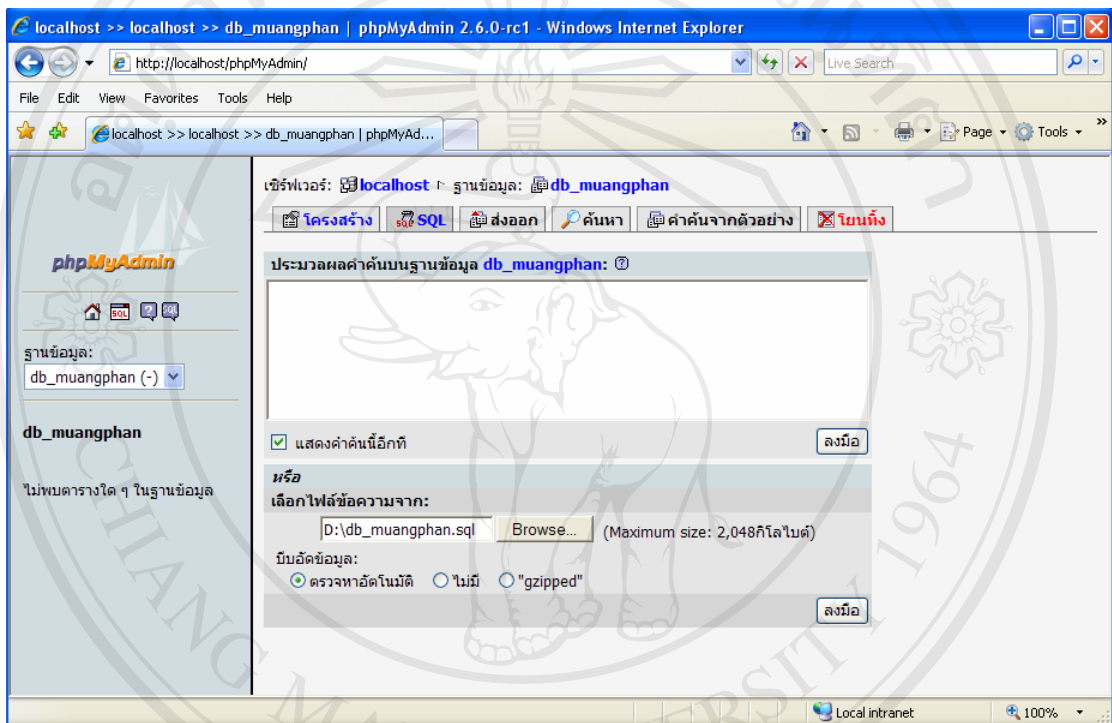 localhost >> localhost >> db_muangphan | phpMyAdmin 2.6.0-rc1 - Windows Internet Explorer
http://localhost/phpMyAdmin/
Live Search
File Edit View Favorites Tools Help
localhost >> localhost >> db_muangphan | phpMyAd...
Page Tools »
เซิร์ฟเวอร์: localhost ฐานข้อมูล: db_muangphan
โครงสร้าง SQL ส่งออก ค้นหา คำค้นจากตัวอย่าง โยนทิ้ง
phpMyAdmin
SQL SQL
ฐานข้อมูล:
db_muangphan (-)
db_muangphan
ไม่พบตารางใด ๆ ในฐานข้อมูล
ประมวลผลคำค้นบนฐานข้อมูล db_muangphan:
แสดงคำค้นนี้อีกที ลงมือ
หรือ
เลือกไฟล์ข้อความจาก:
D:\db_muangphan.sql Browse... (Maximum size: 2,048กิโลไบต์)
บีบอัดข้อมูล:
ตรวจหาอัตโนมัติ ไม่มี "gzipped"
ลงมือ
Local intranet 100%
CHIANG MAI UNIVERSITY 1964